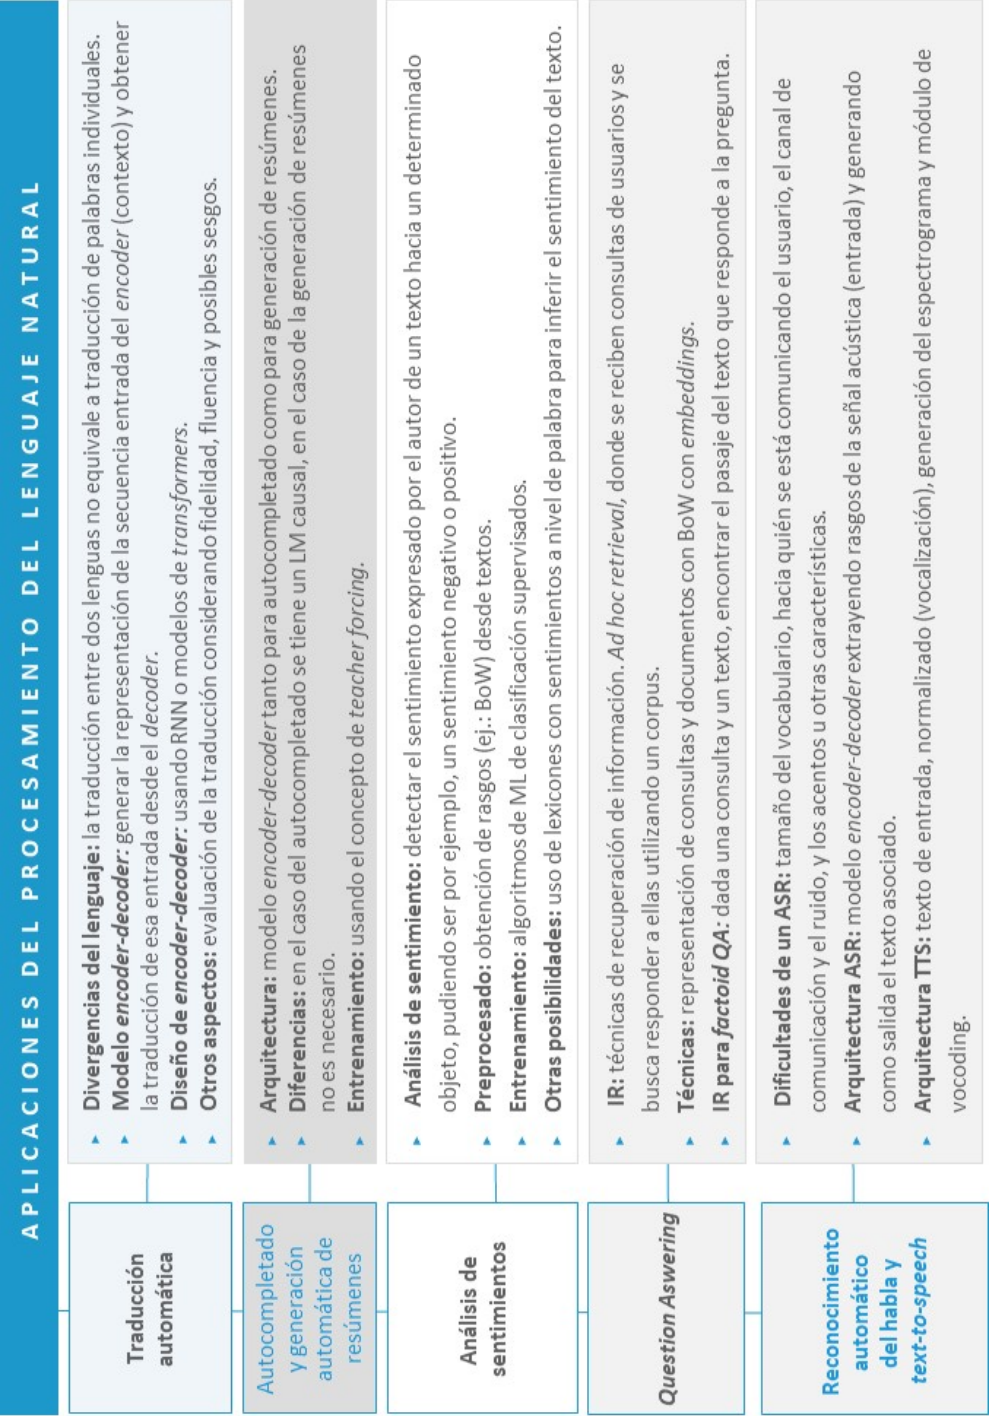 APLICACIONES DEL PROCESAMIENTO DEL LENGUAJE NATURAL
Traducción
automática
Divergencias del lenguaje: la traducción entre dos lenguas no equivale a traducción de palabras individuales.
Modelo encoder-decoder: generar la representación de la secuencia entrada del encoder (contexto) y obtener
la traducción de esa entrada desde el decoder.
Diseño de encoder-decoder: usando RNN o modelos de transformers.
Otros aspectos: evaluación de la traducción considerando fidelidad, fluencia y posibles sesgos.
Autocompletado
y generación
automática de
resúmenes
Arquitectura: modelo encoder-decoder tanto para autocompletado como para generación de resúmenes.
Diferencias: en el caso del autocompletado se tiene un LM causal, en el caso de la generación de resúmenes
no es necesario.
Entrenamiento: usando el concepto de teacher forcing.
Análisis de
sentimientos
Análisis de sentimiento: detectar el sentimiento expresado por el autor de un texto hacia un determinado
objeto, pudiendo ser por ejemplo, un sentimiento negativo o positivo.
Preprocesado: obtención de rasgos (ej.: BoW) desde textos.
Entrenamiento: algoritmos de ML de clasificación supervisados.
Otras posibilidades: uso de lexicones con sentimientos a nivel de palabra para inferir el sentimiento del texto.
Question Aswering
IR: técnicas de recuperación de información. Ad hoc retrieval, donde se reciben consultas de usuarios y se
busca responder a ellas utilizando un corpus.
Técnicas: representación de consultas y documentos con BoW con embeddings.
IR para factoid QA: dada una consulta y un texto, encontrar el pasaje del texto que responde a la pregunta.
Reconocimiento
automático
del habla y
text-to-speech
Dificultades de un ASR: tamaño del vocabulario, hacia quién se está comunicando el usuario, el canal de
comunicación y el ruido, y los acentos u otras características.
Arquitectura ASR: modelo encoder-decoder extrayendo rasgos de la señal acústica (entrada) y generando
como salida el texto asociado.
Arquitectura TTS: texto de entrada, normalizado (vocalización), generación del espectrograma y módulo de
vocoding.